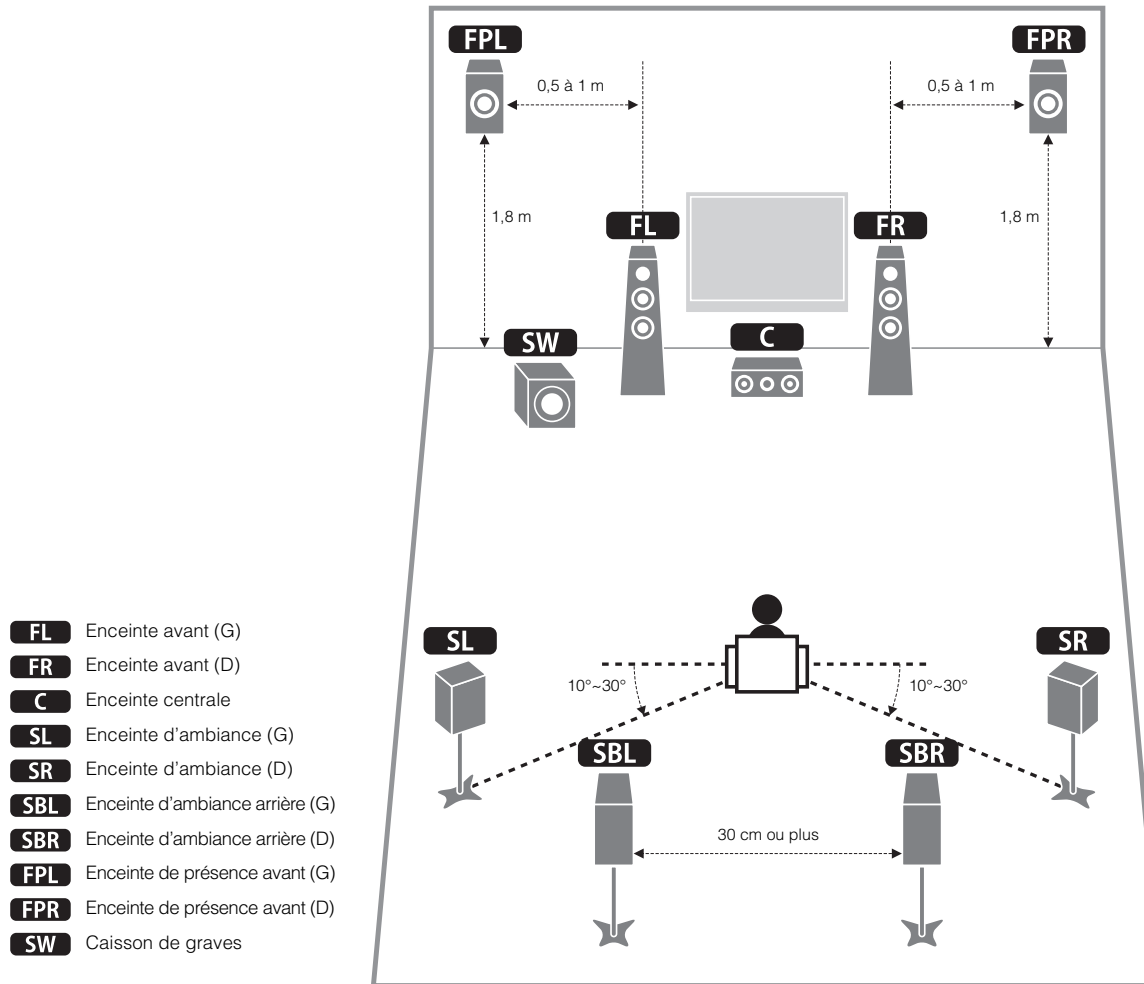 FPL
FPR
0,5 à 1 m
0,5 à 1 m
1,8 m
1,8 m
FL
FR
SW
C
FL Enceinte avant (G)
FR Enceinte avant (D)
C Enceinte centrale
SL Enceinte d'ambiance (G)
SR Enceinte d'ambiance (D)
SBL Enceinte d'ambiance arrière (G)
SBR Enceinte d'ambiance arrière (D)
FPL Enceinte de présence avant (G)
FPR Enceinte de présence avant (D)
SW Caisson de graves
SL
SR
10°~30°
10°~30°
SBL
SBR
30 cm ou plus